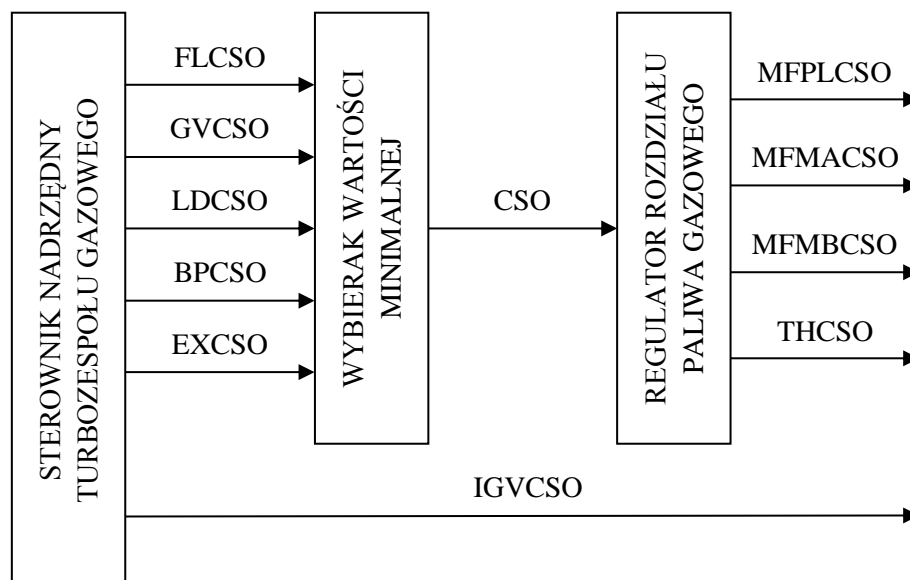 STEROWNIK NADRZĘDNY
TURBOZESPOŁU GAZOWEGO
FLCSO
GVCSO
LDCSO
BPCSO
EXCSO
WYBIERAK WARTOŚCI
MINIMALNEJ
CSO
REGULATOR ROZDZIAŁU
PALIWA GAZOWEGO
MFPLCSO
MFMACSO
MFMBCSO
THCSO
IGVCSO